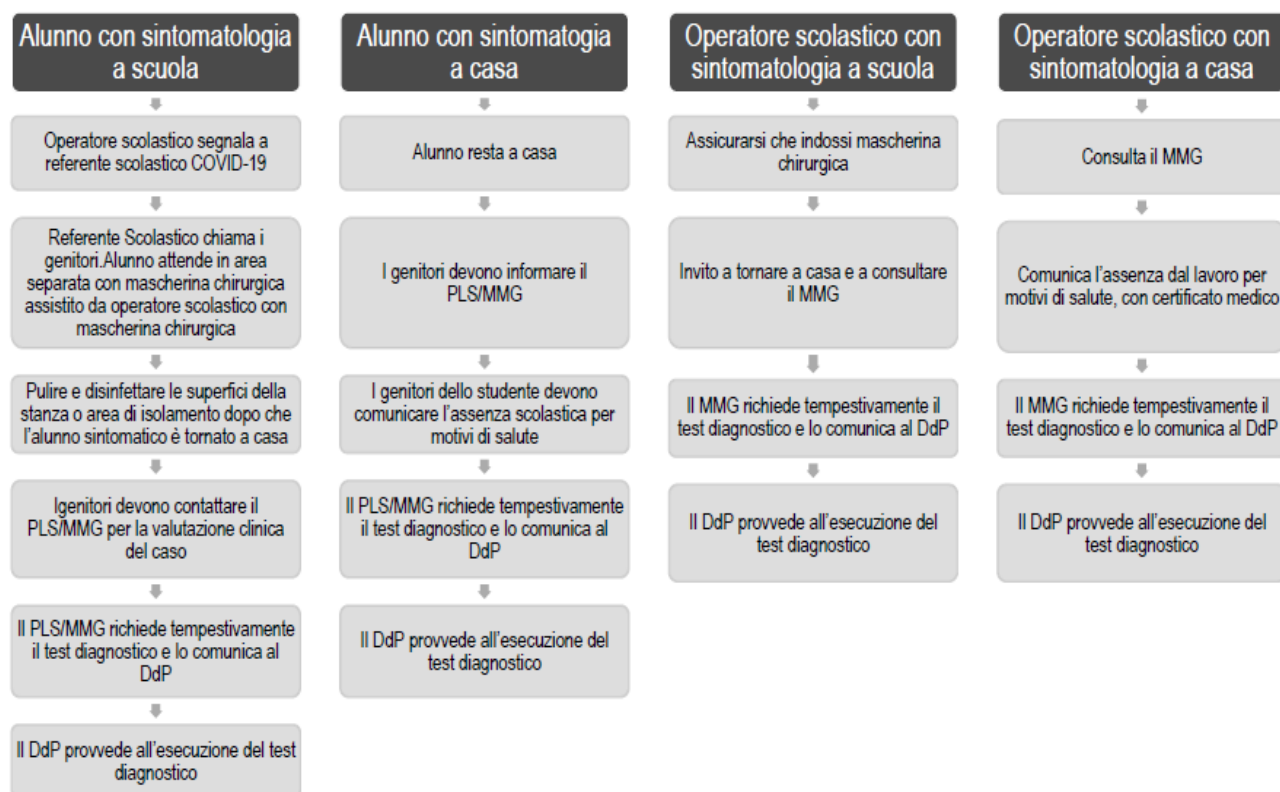 Alunno con sintomatologia
a scuola
Operatore scolastico segnala a
referente scolastico COVID-19
Referente Scolastico chiama i
genitori.Alunno attende in area
separata con mascherina chirurgica
assistito da operatore scolastico con
mascherina chirurgica
Pulire e disinfettare le superfici della
stanza o area di isolamento dopo che
l'alunno sintomatico è tornato a casa
Igenitori devono contattare il
PLS/MMG per la valutazione clinica
del caso
Il PLS/MMG richiede tempestivamente
il test diagnostico e lo comunica al
DdP
Il DdP provvede all'esecuzione del test
diagnostico
Alunno con sintomatogia
a casa
Alunno resta a casa
I genitori devono informare il
PLS/MMG
I genitori dello studente devono
comunicare l'assenza scolastica per
motivi di salute
Il PLS/MMG richiede tempestivamente
il test diagnostico e lo comunica al
DdP
Il DdP provvede all'esecuzione del
test diagnostico
Operatore scolastico con
sintomatologia a scuola
Assicurarsi che indossi mascherina
chirurgica
Invito a tornare a casa e a consultare
il MMG
Il MMG richiede tempestivamente il
test diagnostico e lo comunica al DdP
Il DdP provvede all'esecuzione del
test diagnostico
Operatore scolastico con
sintomatologia a casa
Consulta il MMG
Comunica l'assenza dal lavoro per
motivi di salute, con certificato medico
Il MMG richiede tempestivamente il
test diagnostico e lo comunica al DdP
Il DdP provvede all'esecuzione del
test diagnostico